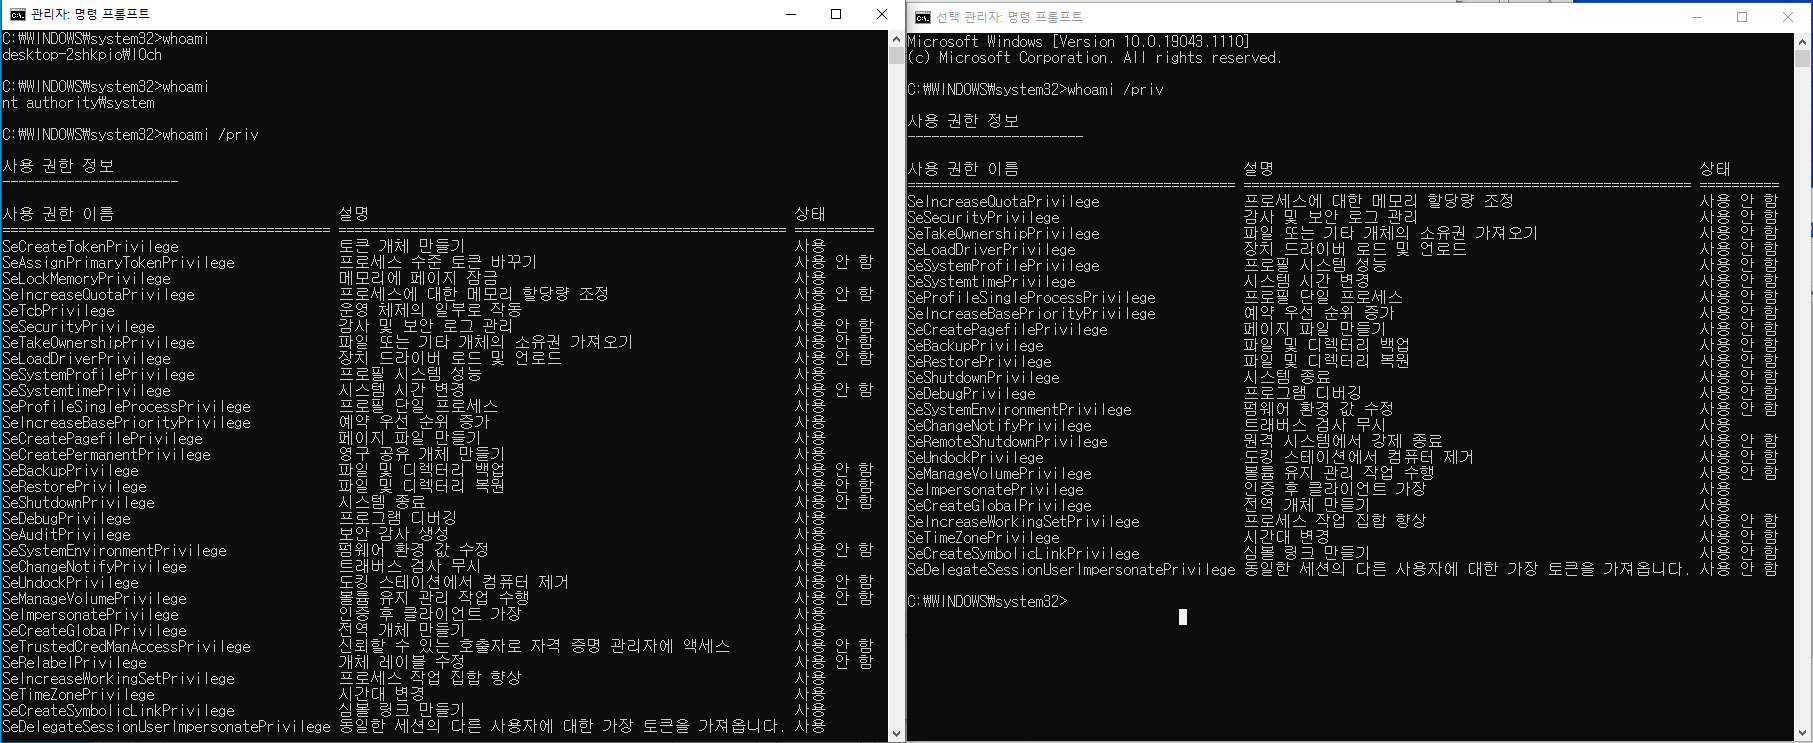 관리자: 명령 프롬프트
C:₩WINDOWS₩system32>whoami
desktop-2shkpio₩l0ch
C:₩WINDOWS₩system32>whoami
nt authority₩system
C:₩WINDOWS₩system32>whoami /priv
사용 권한 정보
----------------------
사용 권한 이름 설명 상태
========================================= ======================================================== ==========
SeCreateTokenPrivilege 토큰 개체 만들기 사용
SeAssignPrimaryTokenPrivilege 프로세스 수준 토큰 바꾸기 사용 안 함
SeLockMemoryPrivilege 메모리에 페이지 잠금 사용
SeIncreaseQuotaPrivilege 프로세스에 대한 메모리 할당량 조정 사용 안 함
SeTcbPrivilege 운영 체제의 일부로 작동 사용
SeSecurityPrivilege 감사 및 보안 로그 관리 사용 안 함
SeTakeOwnershipPrivilege 파일 또는 기타 개체의 소유권 가져오기 사용 안 함
SeLoadDriverPrivilege 장치 드라이버 로드 및 언로드 사용 안 함
SeSystemProfilePrivilege 프로필 시스템 성능 사용
SeSystemtimePrivilege 시스템 시간 변경 사용 안 함
SeProfileSingleProcessPrivilege 프로필 단일 프로세스 사용
SeIncreaseBasePriorityPrivilege 예약 우선 순위 증가 사용
SeCreatePagefilePrivilege 페이지 파일 만들기 사용
SeCreatePermanentPrivilege 영구 공유 개체 만들기 사용
SeBackupPrivilege 파일 및 디렉터리 백업 사용 안 함
SeRestorePrivilege 파일 및 디렉터리 복원 사용 안 함
SeShutdownPrivilege 시스템 종료 사용 안 함
SeDebugPrivilege 프로그램 디버깅 사용
SeAuditPrivilege 보안 감사 생성 사용
SeSystemEnvironmentPrivilege 펌웨어 환경 값 수정 사용 안 함
SeChangeNotifyPrivilege 트래버스 검사 무시 사용
SeUndockPrivilege 도킹 스테이션에서 컴퓨터 제거 사용 안 함
SeManageVolumePrivilege 볼륨 유지 관리 작업 수행 사용 안 함
SeImpersonatePrivilege 인증 후 클라이언트 가장 사용
SeCreateGlobalPrivilege 전역 개체 만들기 사용
SeTrustedCredManAccessPrivilege 신뢰할 수 있는 호출자로 자격 증명 관리자에 액세스 사용 안 함
SeRelabelPrivilege 개체 레이블 수정 사용 안 함
SeIncreaseWorkingSetPrivilege 프로세스 작업 집합 향상 사용
SeTimeZonePrivilege 시간대 변경 사용
SeCreateSymbolicLinkPrivilege 심볼 링크 만들기 사용
SeDelegateSessionUserImpersonatePrivilege 동일한 세션의 다른 사용자에 대한 가장 토큰을 가져옵니다. 사용
선택 관리자: 명령 프롬프트
Microsoft Windows [Version 10.0.19043.1110]
(c) Microsoft Corporation. All rights reserved.
C:₩WINDOWS₩system32>whoami /priv
사용 권한 정보
----------------------
사용 권한 이름 설명 상태
========================================= ======================================================== ==========
SeIncreaseQuotaPrivilege 프로세스에 대한 메모리 할당량 조정 사용 안 함
SeSecurityPrivilege 감사 및 보안 로그 관리 사용 안 함
SeTakeOwnershipPrivilege 파일 또는 기타 개체의 소유권 가져오기 사용 안 함
SeLoadDriverPrivilege 장치 드라이버 로드 및 언로드 사용 안 함
SeSystemProfilePrivilege 프로필 시스템 성능 사용 안 함
SeSystemtimePrivilege 시스템 시간 변경 사용 안 함
SeProfileSingleProcessPrivilege 프로필 단일 프로세스 사용 안 함
SeIncreaseBasePriorityPrivilege 예약 우선 순위 증가 사용 안 함
SeCreatePagefilePrivilege 페이지 파일 만들기 사용 안 함
SeBackupPrivilege 파일 및 디렉터리 백업 사용 안 함
SeRestorePrivilege 파일 및 디렉터리 복원 사용 안 함
SeShutdownPrivilege 시스템 종료 사용 안 함
SeDebugPrivilege 프로그램 디버깅 사용 안 함
SeSystemEnvironmentPrivilege 펌웨어 환경 값 수정 사용 안 함
SeChangeNotifyPrivilege 트래버스 검사 무시 사용
SeRemoteShutdownPrivilege 원격 시스템에서 강제 종료 사용 안 함
SeUndockPrivilege 도킹 스테이션에서 컴퓨터 제거 사용 안 함
SeManageVolumePrivilege 볼륨 유지 관리 작업 수행 사용 안 함
SeImpersonatePrivilege 인증 후 클라이언트 가장 사용
SeCreateGlobalPrivilege 전역 개체 만들기 사용
SeIncreaseWorkingSetPrivilege 프로세스 작업 집합 향상 사용 안 함
SeTimeZonePrivilege 시간대 변경 사용 안 함
SeCreateSymbolicLinkPrivilege 심볼 링크 만들기 사용 안 함
SeDelegateSessionUserImpersonatePrivilege 동일한 세션의 다른 사용자에 대한 가장 토큰을 가져옵니다. 사용 안 함
C:₩WINDOWS₩system32>